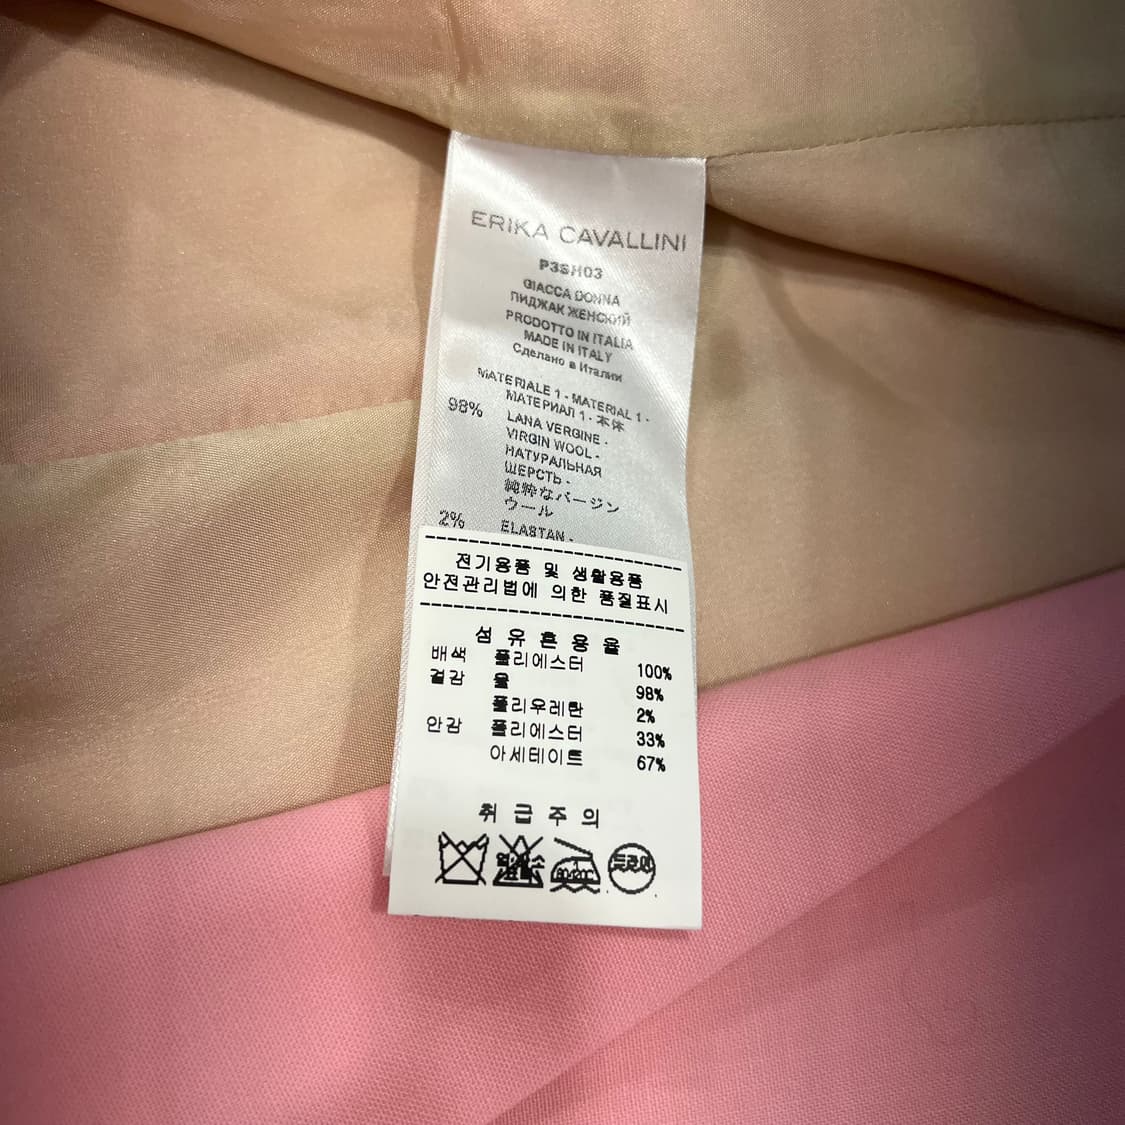 ERIKA CAVALLINI
P3SH03
GIACCA DONNA
ПИДЖАК ЖЕНСКИЙ
PRODOTTO IN ITALIA
MADE IN ITALY
Сделано в Италии
MATERIALE 1 - MATERIAL 1 -
МАТЕРИАЛ 1 - 本体
98% LANA VERGINE -
VIRGIN WOOL -
НАТУРАЛЬНАЯ
ШЕРСТЬ -
純粋なバージン
ウール
2% ELASTAN -
전기용품 및 생활용품
안전관리법에 의한 품질표시
섬 유 혼 용 율
배색 폴리에스터 100%
겉감 울 98%
폴리우레탄 2%
안감 폴리에스터 33%
아세테이트 67%
취 급 주 의
80-120C
드라이